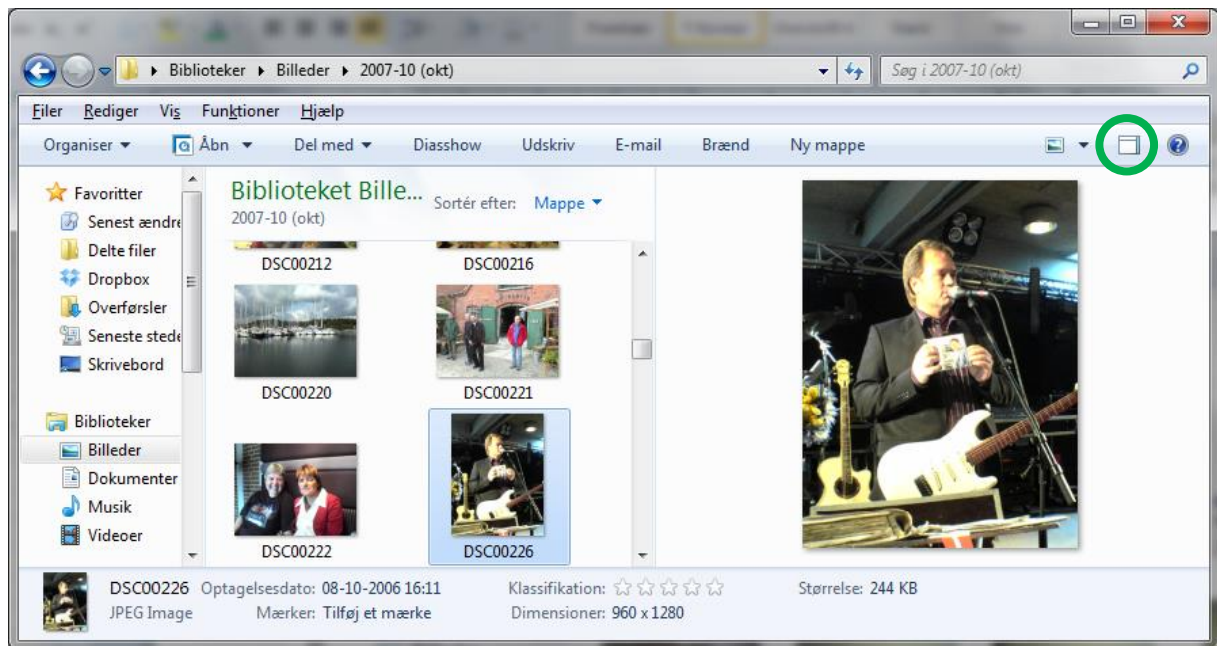 Biblioteker Billeder 2007-10 (okt) Søg i 2007-10 (okt)
Filer Rediger Vis Funktioner Hjælp
Organiser Åbn Del med Diasshow Udskriv E-mail Brænd Ny mappe
Favoritter
Senest ændre
Delte filer
Dropbox
Overførsler
Seneste stede
Skrivebord
Biblioteker
Billeder
Dokumenter
Musik
Videoer
Biblioteket Bille...
2007-10 (okt)
Sortér efter: Mappe
DSC00212 DSC00216
DSC00220 DSC00221
DSC00222 DSC00226
DSC00226 Optagelsesdato: 08-10-2006 16:11 Klassifikation: Størrelse: 244 KB
JPEG Image Mærker: Tilføj et mærke Dimensioner: 960 x 1280